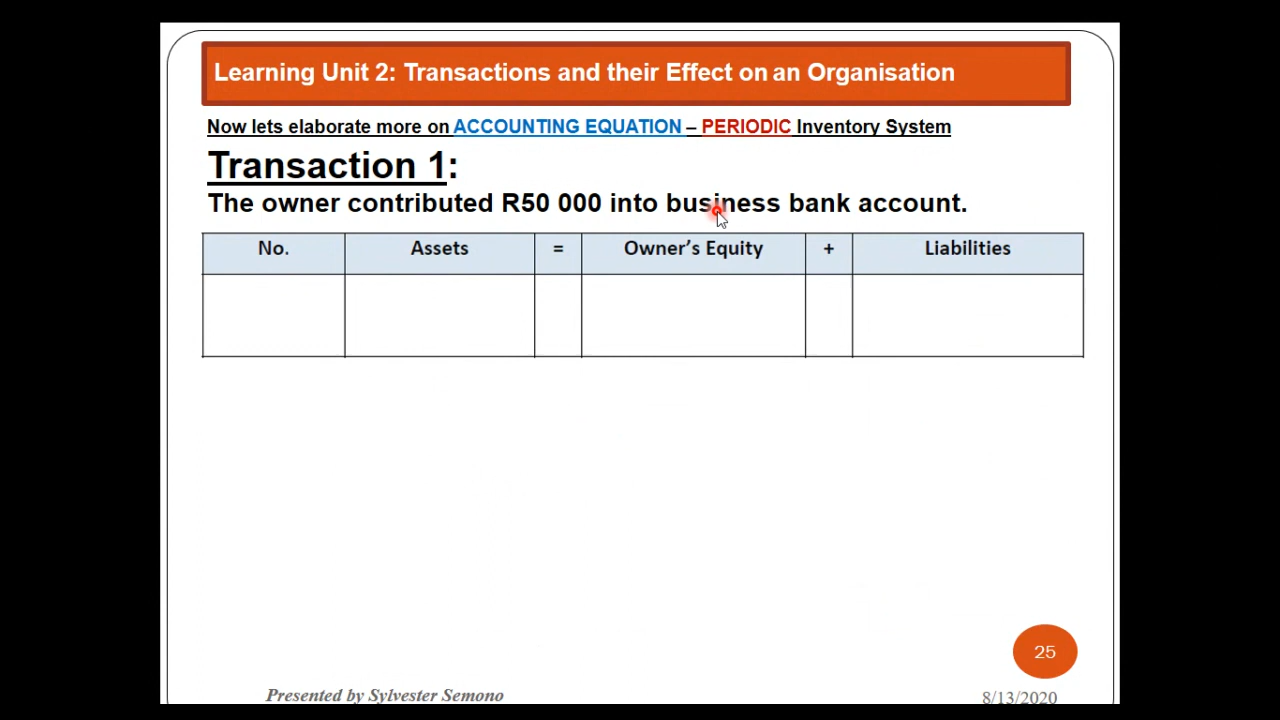 Learning Unit 2: Transactions and their Effect on an Organisation
Now lets elaborate more on ACCOUNTING EQUATION – PERIODIC Inventory System
Transaction 1:
The owner contributed R50 000 into business bank account.
No. Assets = Owner's Equity + Liabilities
25
Presented by Sylvester Semono 8/13/2020